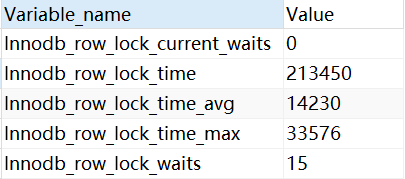 Variable_name Value
Innodb_row_lock_current_waits 0
Innodb_row_lock_time 213450
Innodb_row_lock_time_avg 14230
Innodb_row_lock_time_max 33576
Innodb_row_lock_waits 15